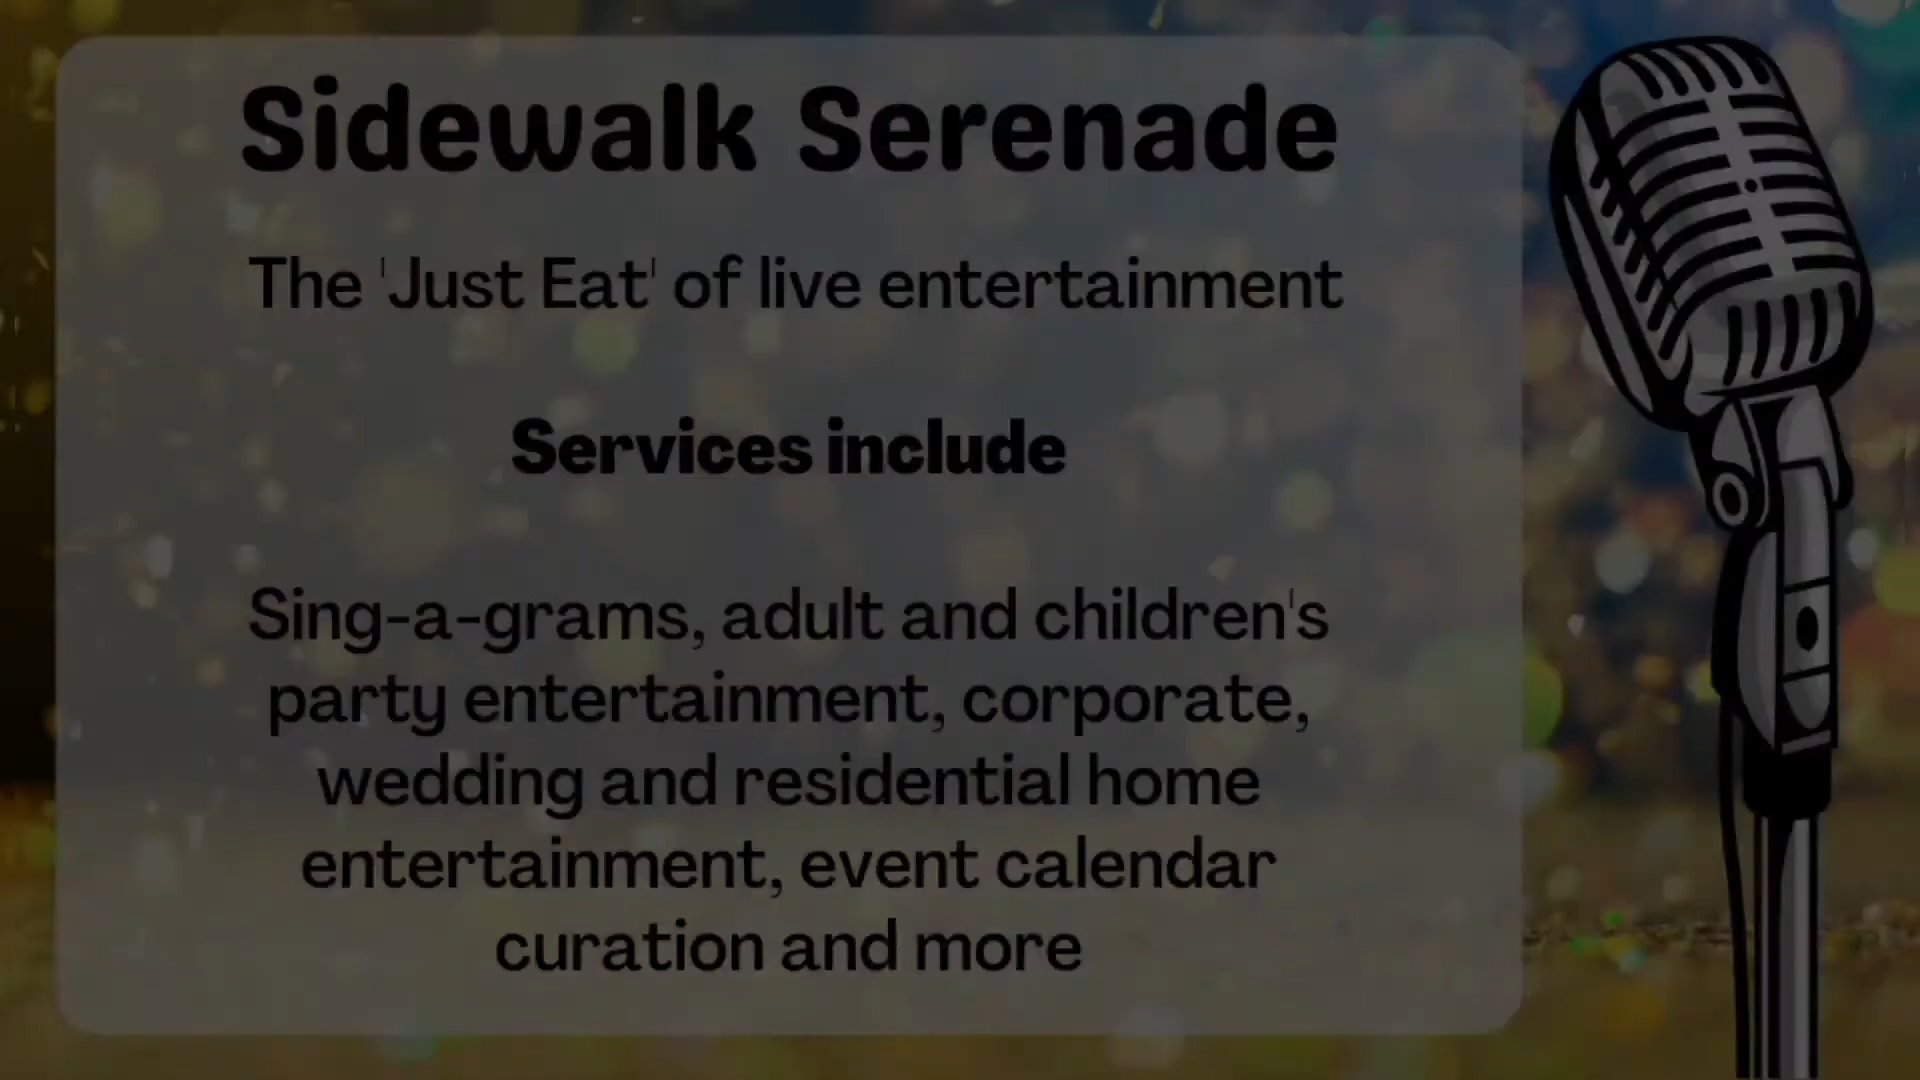 Sidewalk Serenade
The 'Just Eat' of live entertainment
Services include
Sing-a-grams, adult and children's
party entertainment, corporate,
wedding and residential home
entertainment, event calendar
curation and more